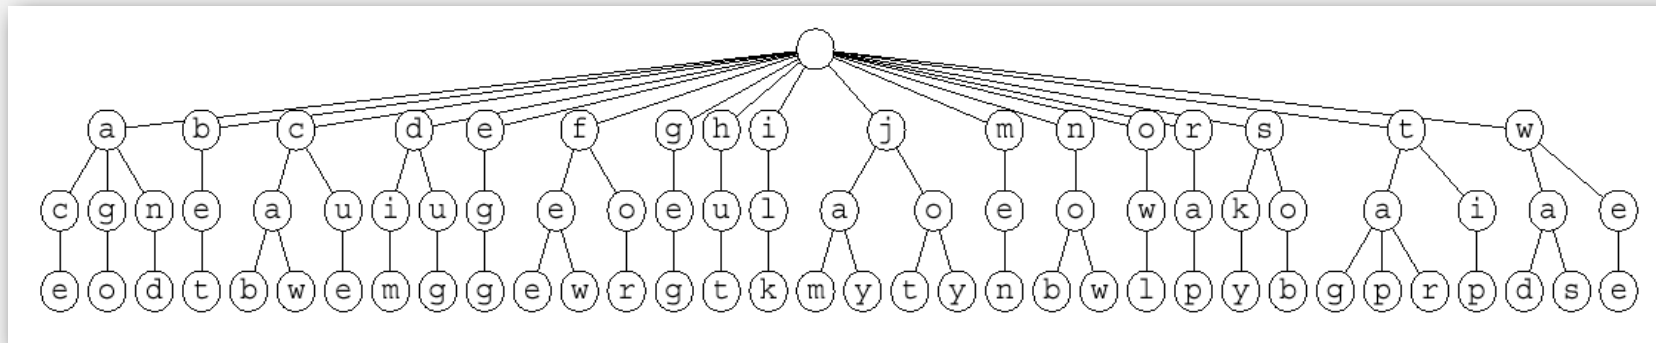 a b c d e f g h i j m n o r s t w
c g n e a u i u g e o e u l a o e o w a k o a i a e
e o d t b w e m g g e w r g t k m y t y n b w l p y b g p r p d s e